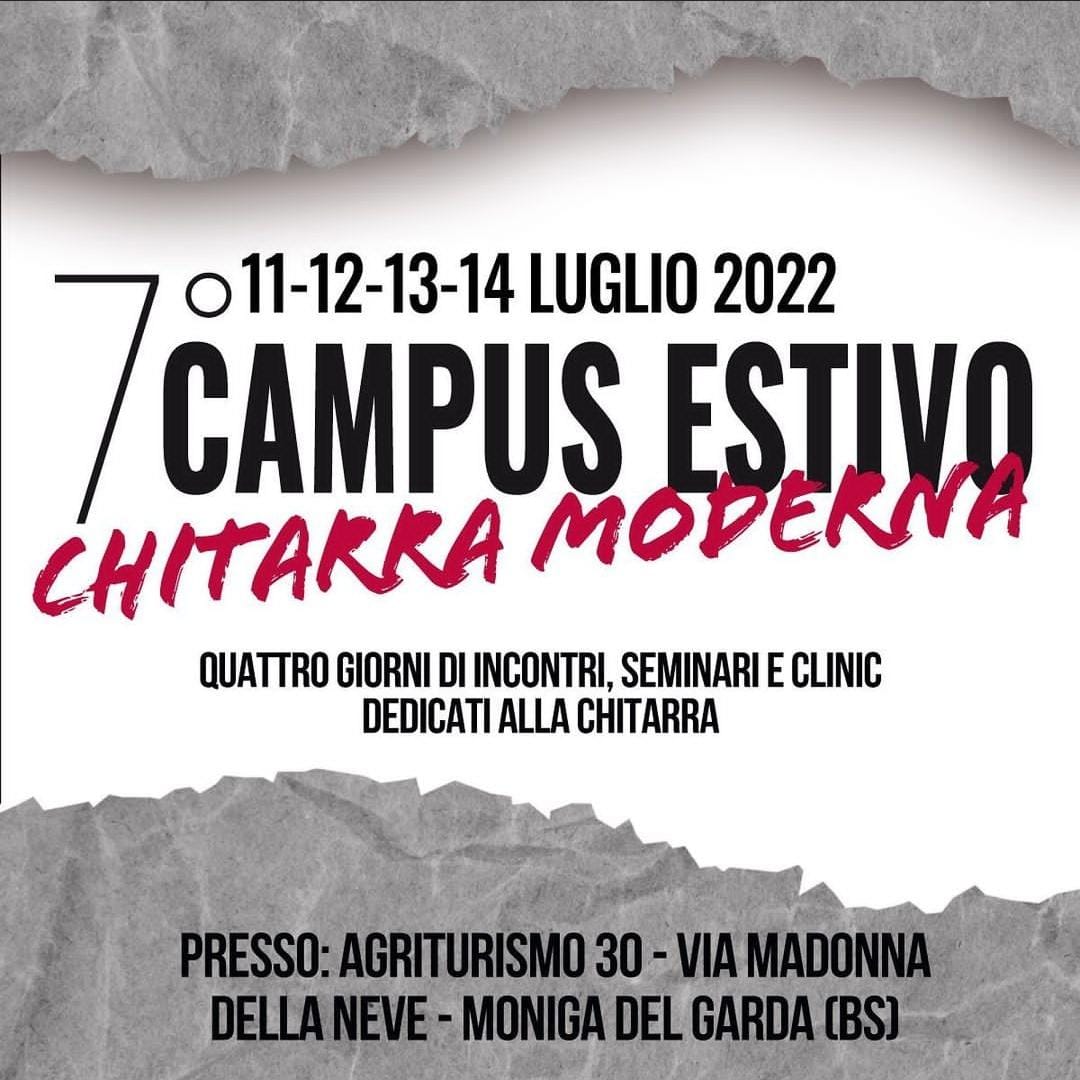 7° 11-12-13-14 LUGLIO 2022
CAMPUS ESTIVO
CHITARRA MODERNA
QUATTRO GIORNI DI INCONTRI, SEMINARI E CLINIC
DEDICATI ALLA CHITARRA
PRESSO: AGRITURISMO 30 - VIA MADONNA
DELLA NEVE - MONIGA DEL GARDA (BS)